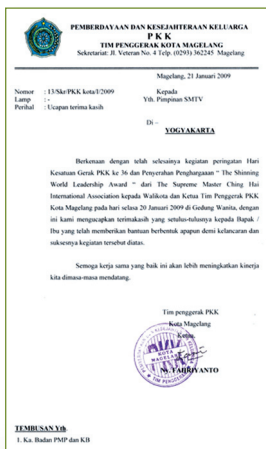 PEMBERDAYAAN DAN KESEJAHTERAAN KELUARGA
P K K
TIM PENGGERAK KOTA MAGELANG
Sekretariat: Jl. Veteran No. 4 Telp. (0293) 362245 Magelang
Magelang, 21 Januari 2009
Nomor : 13/Skr/PKK kota/I/2009
Lamp : -
Perihal : Ucapan terima kasih
Kepada
Yth. Pimpinan SMTV
Di –
YOGYAKARTA
Berkenaan dengan telah selesainya kegiatan peringatan Hari
Kesatuan Gerak PKK ke 36 dan Penyerahan Penghargaaan “ The Shinning
World Leadership Award “ dari The Supreme Master Ching Hai
International Association kepada Walikota dan Ketua Tim Penggerak PKK
Kota Magelang pada hari selasa 20 Januari 2009 di Gedung Wanita, dengan
ini kami mengucapkan terimakasih yang setulus-tulusnya kepada Bapak /
Ibu yang telah memberikan bantuan berbentuk apapun demi kelancaran dan
suksesnya kegiatan tersebut diatas.
Semoga kerja sama yang baik ini akan lebih meningkatkan kinerja
kita dimasa-masa mendatang.
Tim penggerak PKK
Kota Magelang
Ketua,
KOTA
MAGELANG
TIM PENGGERAK
TEMBUSAN Yth.
1. Ka. Badan PMP dan KB